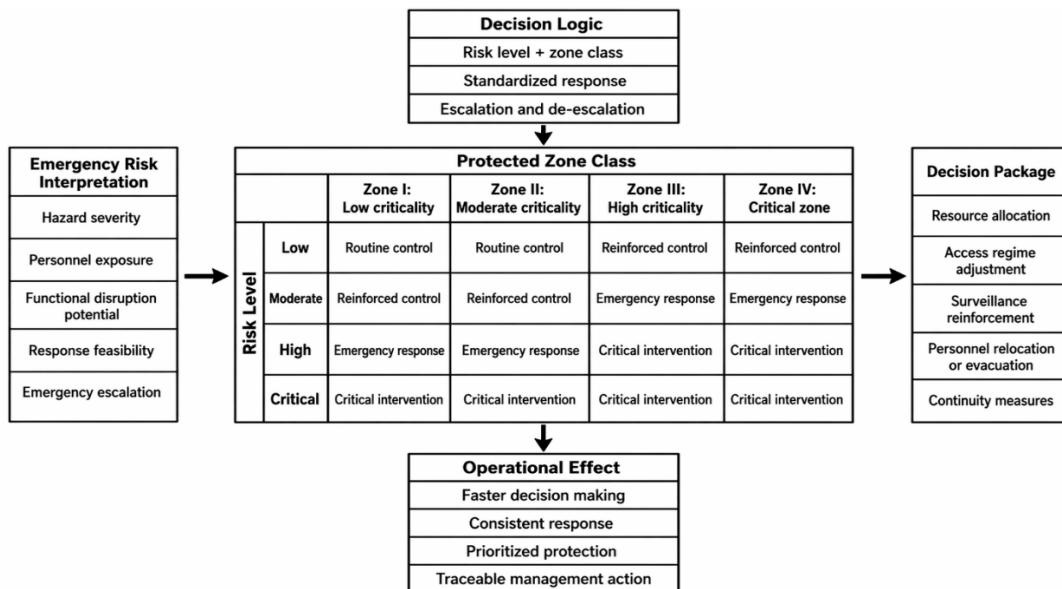 Decision Logic
Risk level + zone class
Standardized response
Escalation and de-escalation
Emergency Risk
Interpretation
Hazard severity
Personnel exposure
Functional disruption
potential
Response feasibility
Emergency escalation
Protected Zone Class
Zone I:
Low criticality
Zone II:
Moderate criticality
Zone III:
High criticality
Zone IV:
Critical zone
Risk Level
Low
Routine control
Routine control
Reinforced control
Reinforced control
Moderate
Reinforced control
Reinforced control
Emergency response
Emergency response
High
Emergency response
Emergency response
Critical intervention
Critical intervention
Critical
Critical intervention
Critical intervention
Critical intervention
Critical intervention
Decision Package
Resource allocation
Access regime
adjustment
Surveillance
reinforcement
Personnel relocation
or evacuation
Continuity measures
Operational Effect
Faster decision making
Consistent response
Prioritized protection
Traceable management action